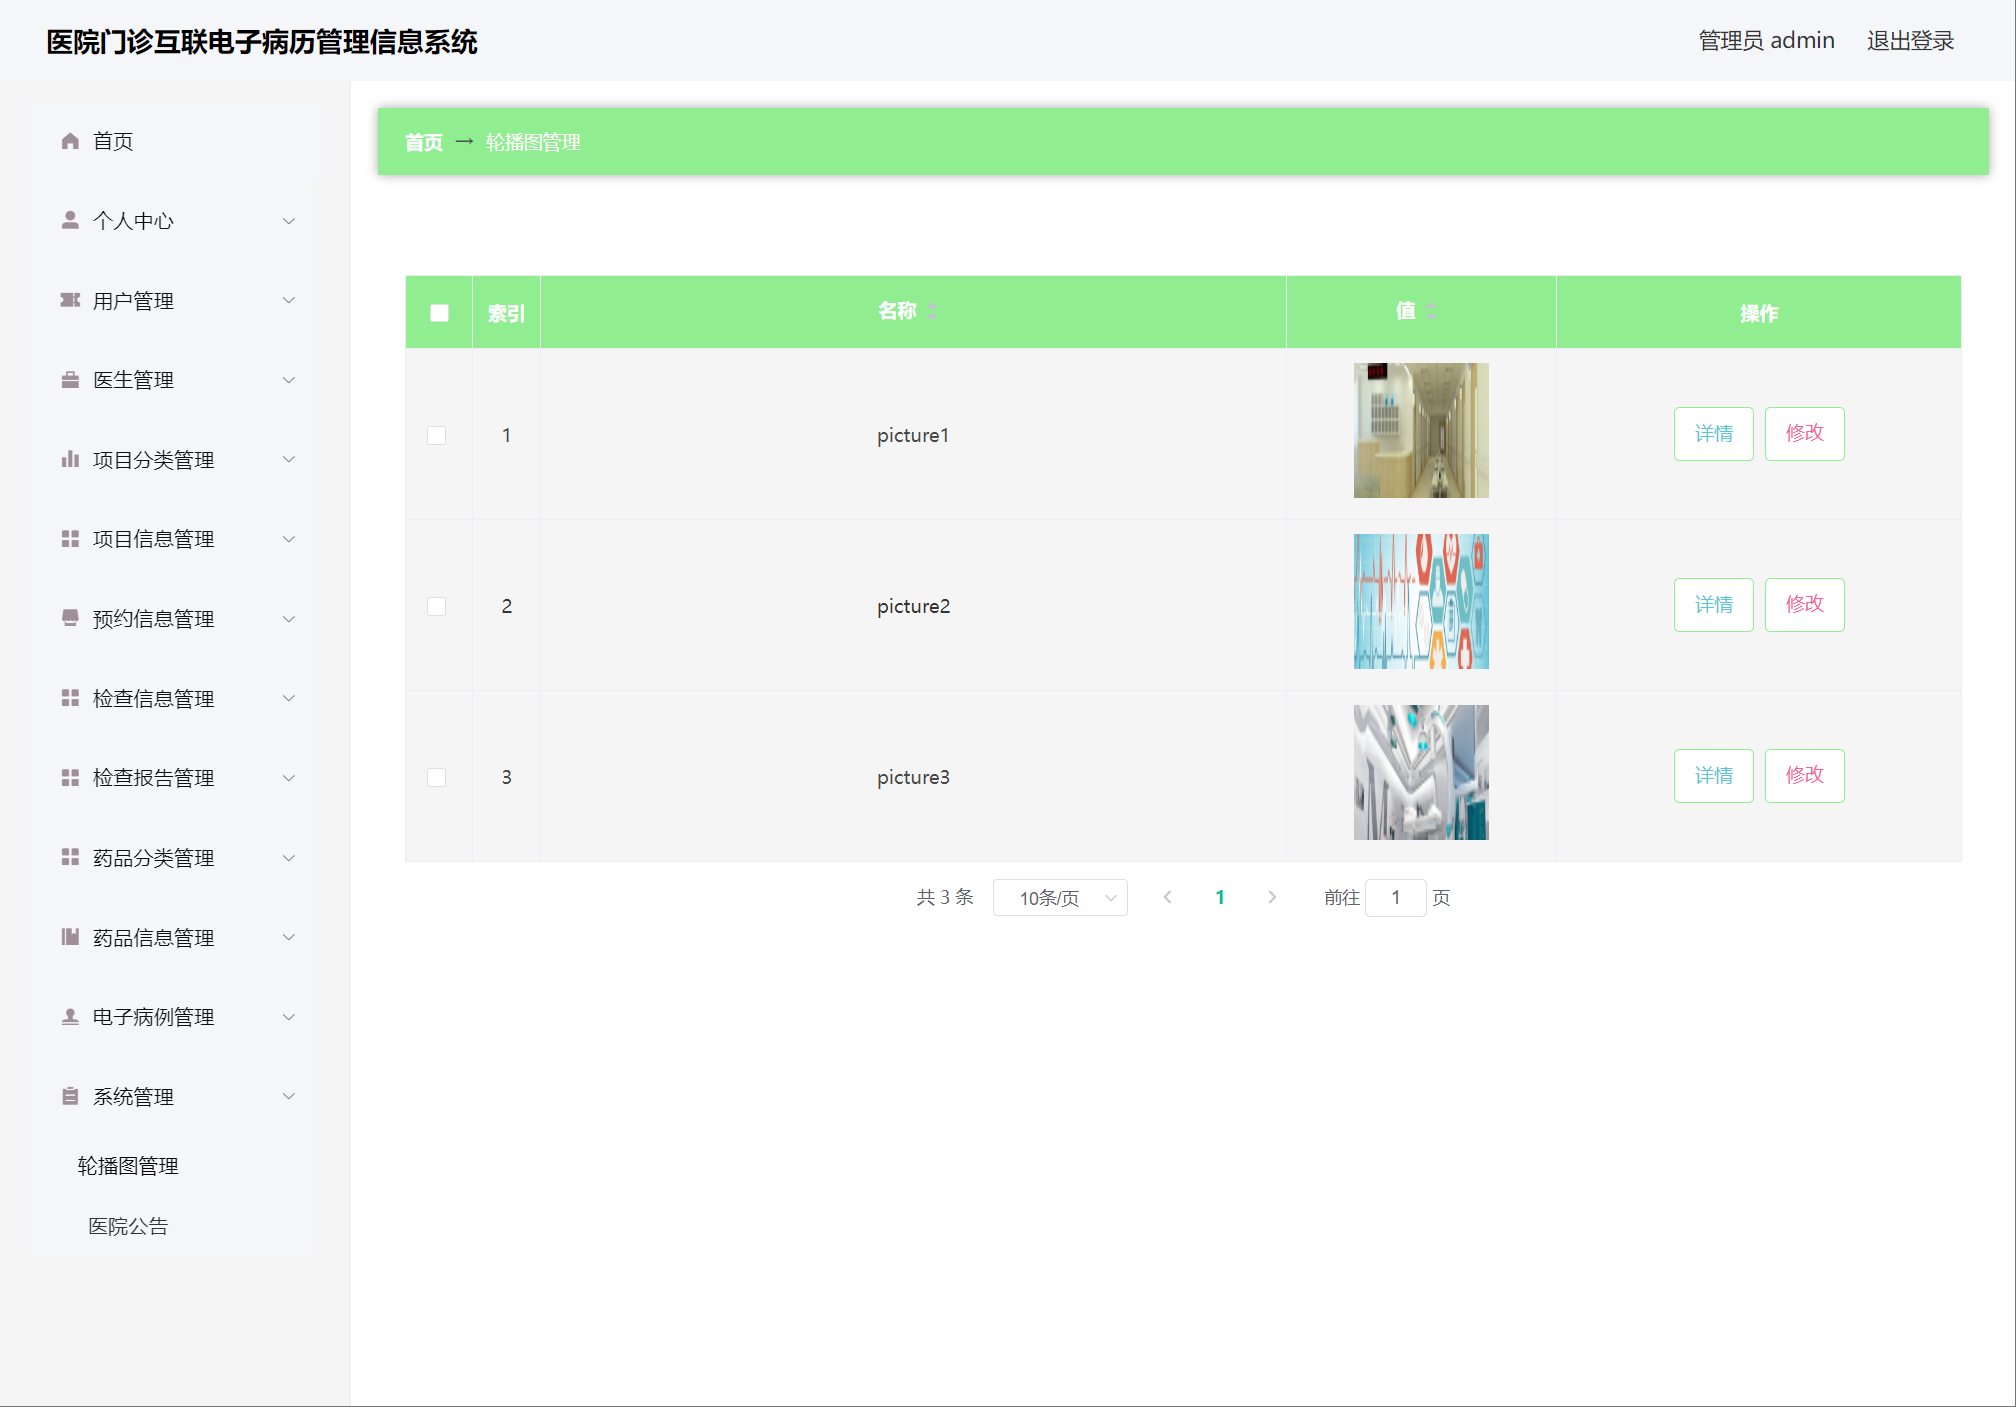 医院门诊互联电子病历管理信息系统
管理员 admin 退出登录
首页
个人中心
用户管理
医生管理
项目分类管理
项目信息管理
预约信息管理
检查信息管理
检查报告管理
药品分类管理
药品信息管理
电子病例管理
系统管理
轮播图管理
医院公告
首页 → 轮播图管理
索引 名称 值 操作
1 picture1 详情 修改
2 picture2 详情 修改
3 picture3 详情 修改
共 3 条 10条/页 1 前往 1 页